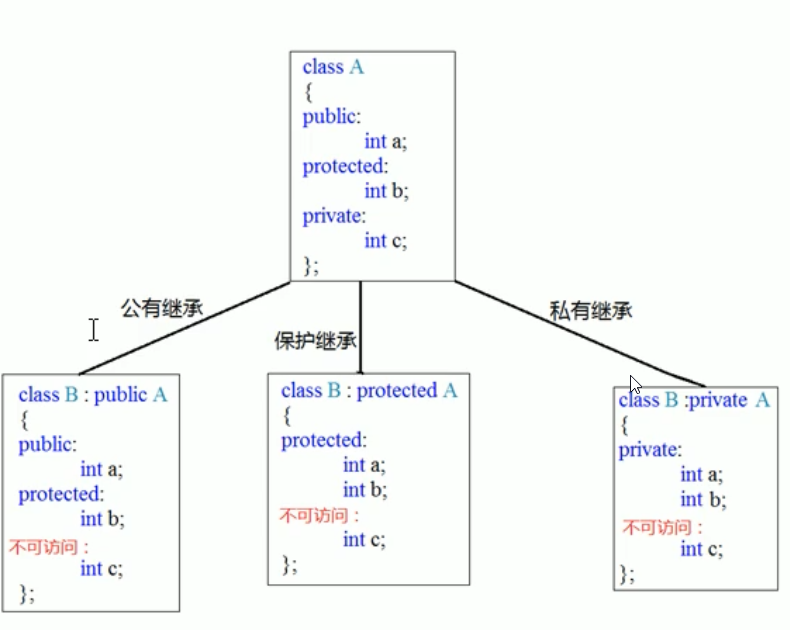 class A
{
public:
int a;
protected:
int b;
private:
int c;
};
公有继承
保护继承
私有继承
class B : public A
{
public:
int a;
protected:
int b;
不可访问：
int c;
};
class B : protected A
{
protected:
int a;
int b;
不可访问：
int c;
};
class B :private A
{
private:
int a;
int b;
不可访问：
int c;
};